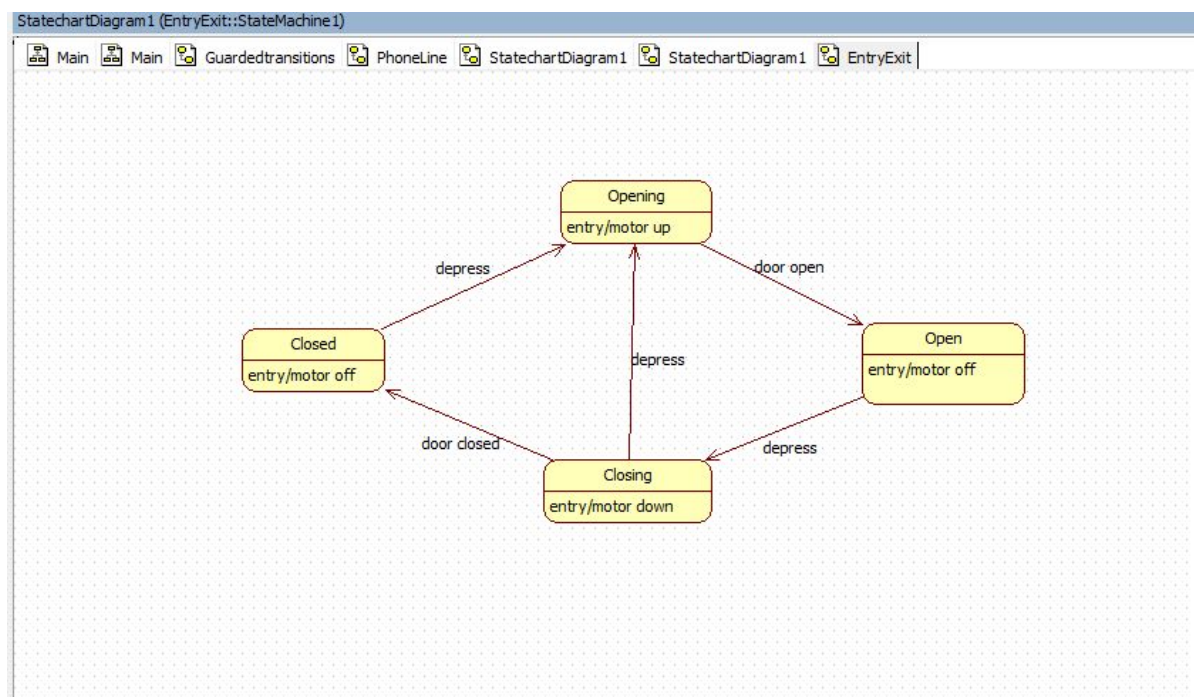 StatechartDiagram1 (EntryExit::StateMachine1)
Main Main Guardedtransitions PhoneLine StatechartDiagram1 StatechartDiagram1 EntryExit
Opening
entry/motor up
depress
door open
Closed
entry/motor off
Open
entry/motor off
depress
door closed
depress
Closing
entry/motor down